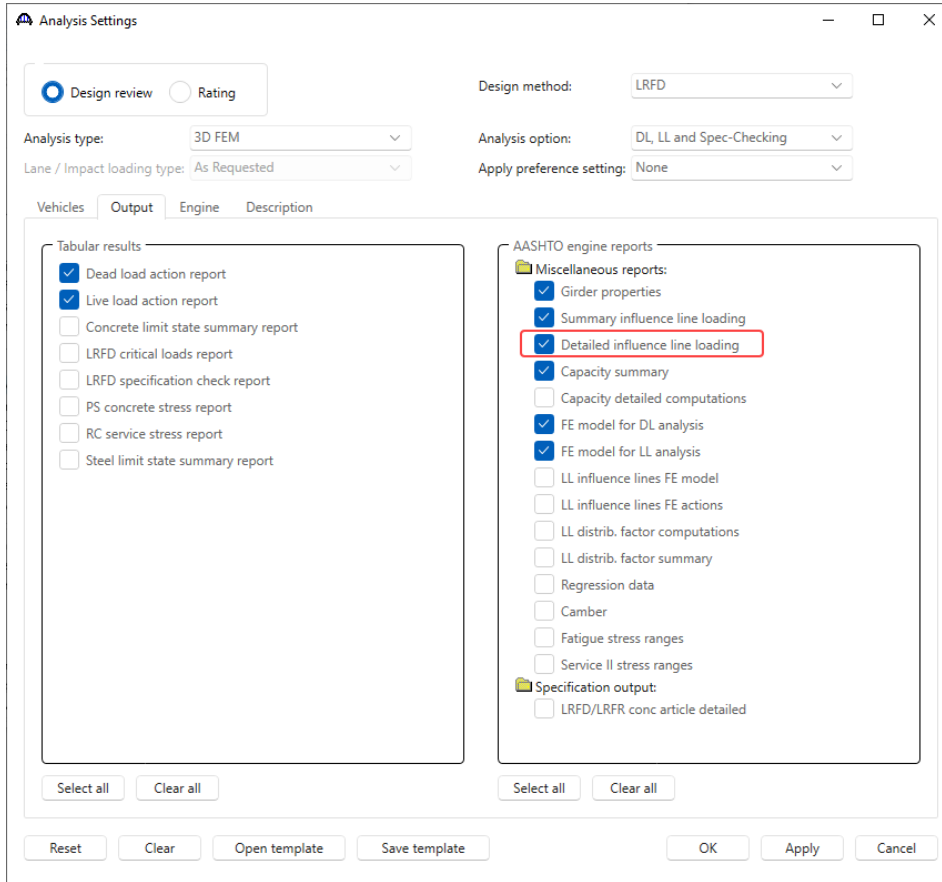 Analysis Settings
Design review
Rating
Design method: LRFD
Analysis type: 3D FEM
Analysis option: DL, LL and Spec-Checking
Lane / Impact loading type: As Requested
Apply preference setting: None
Vehicles Output Engine Description
Tabular results
Dead load action report
Live load action report
Concrete limit state summary report
LRFD critical loads report
LRFD specification check report
PS concrete stress report
RC service stress report
Steel limit state summary report
Select all Clear all
AASHTO engine reports
Miscellaneous reports:
Girder properties
Summary influence line loading
Detailed influence line loading
Capacity summary
Capacity detailed computations
FE model for DL analysis
FE model for LL analysis
LL influence lines FE model
LL influence lines FE actions
LL distrib. factor computations
LL distrib. factor summary
Regression data
Camber
Fatigue stress ranges
Service II stress ranges
Specification output:
LRFD/LRFR conc article detailed
Select all Clear all
Reset Clear Open template Save template OK Apply Cancel